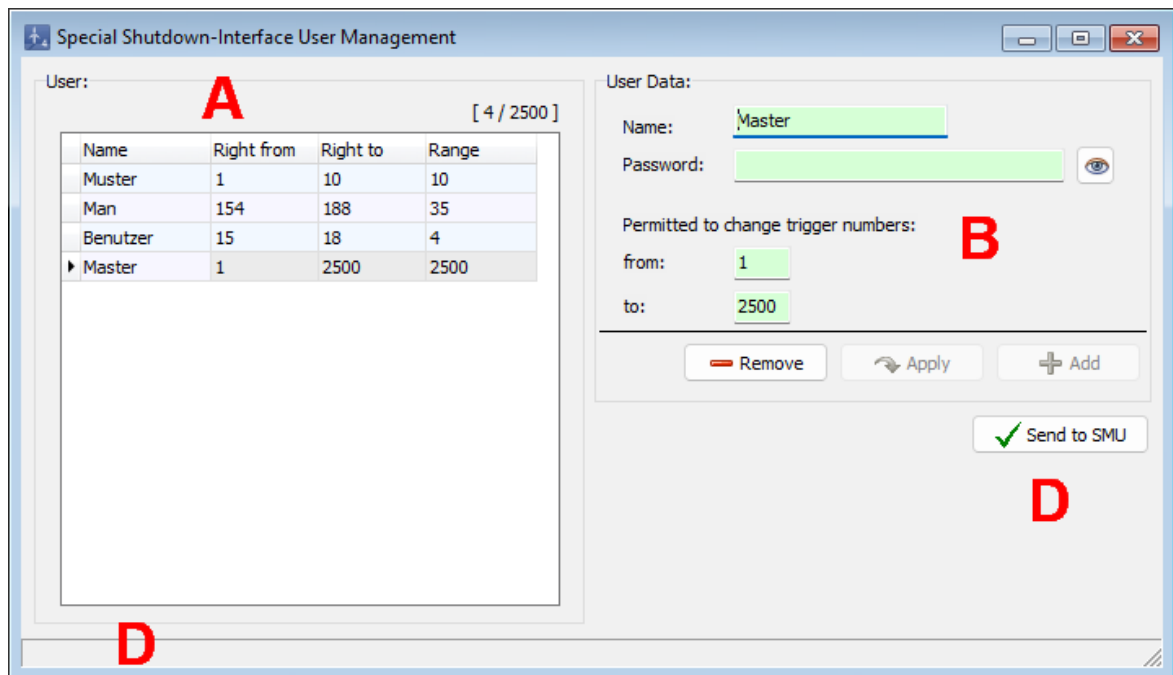 Special Shutdown-Interface User Management
User:
A
[ 4 / 2500 ]
Name Right from Right to Range
Muster 1 10 10
Man 154 188 35
Benutzer 15 18 4
Master 1 2500 2500
D
User Data:
Name: Master
Password:
Permitted to change trigger numbers:
B
from: 1
to: 2500
Remove Apply Add
Send to SMU
D